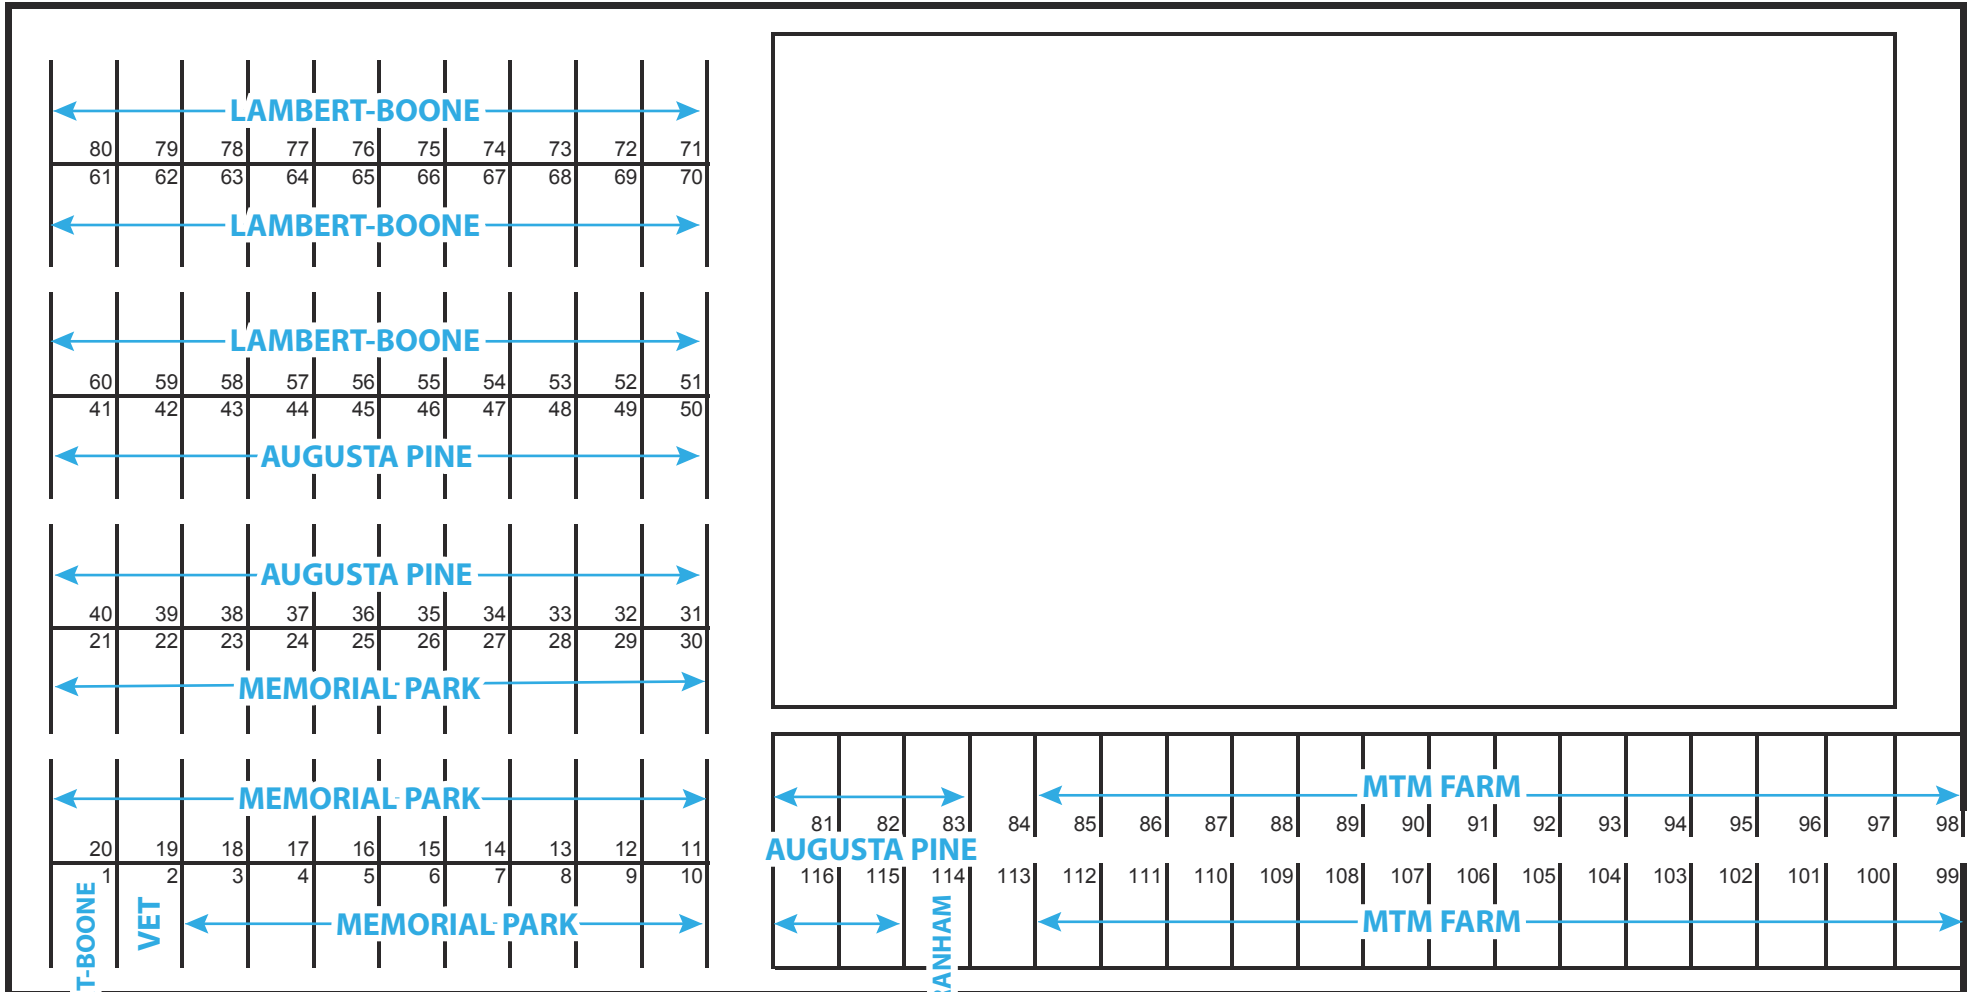 LAMBERT-BOONE
80 79 78 77 76 75 74 73 72 71
61 62 63 64 65 66 67 68 69 70
LAMBERT-BOONE
LAMBERT-BOONE
60 59 58 57 56 55 54 53 52 51
41 42 43 44 45 46 47 48 49 50
AUGUSTA PINE
AUGUSTA PINE
40 39 38 37 36 35 34 33 32 31
21 22 23 24 25 26 27 28 29 30
MEMORIAL PARK
MEMORIAL PARK
20 19 18 17 16 15 14 13 12 11
1 2 3 4 5 6 7 8 9 10
T-BOONE
VET
MEMORIAL PARK
MTM FARM
81 82 83 84 85 86 87 88 89 90 91 92 93 94 95 96 97 98
AUGUSTA PINE
116 115 114 113 112 111 110 109 108 107 106 105 104 103 102 101 100 99
ANHAM
MTM FARM